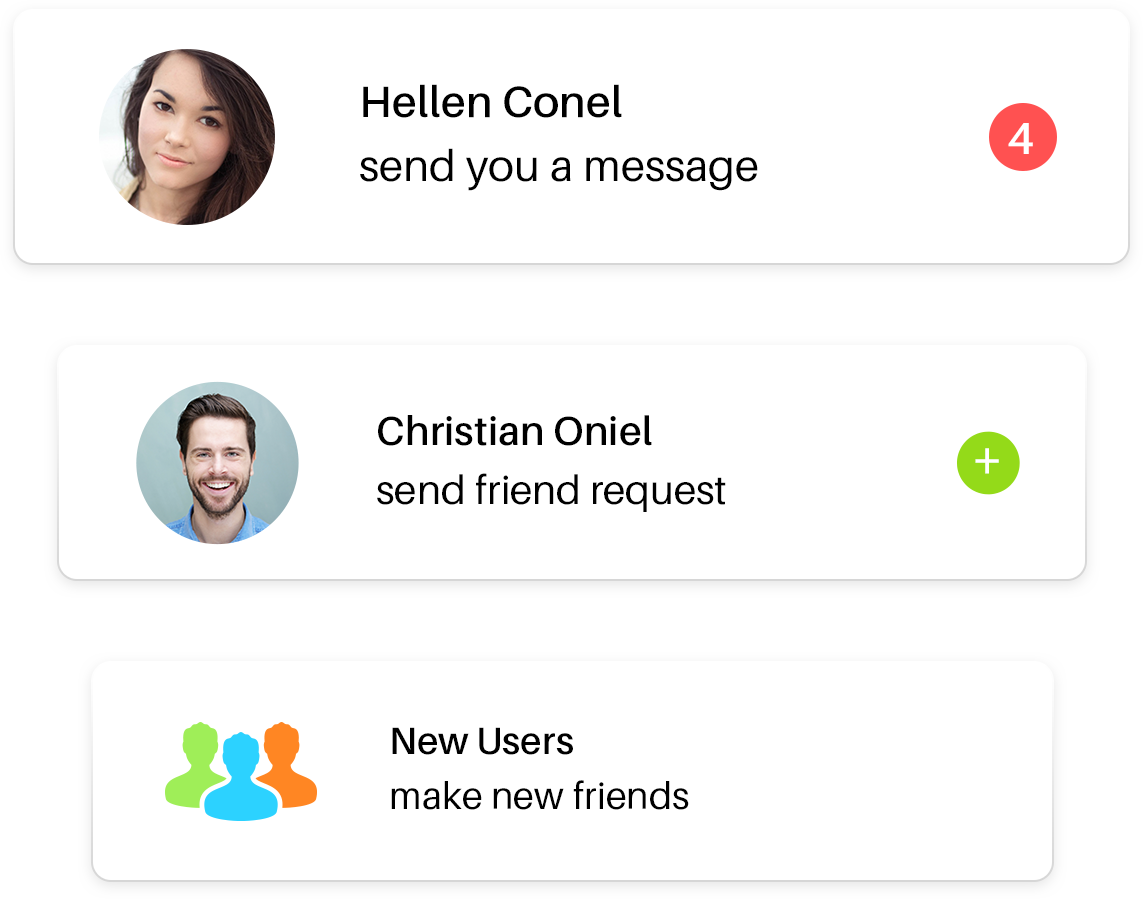 Hellen Conel
send you a message
4
Christian Oniel
send friend request
+
New Users
make new friends